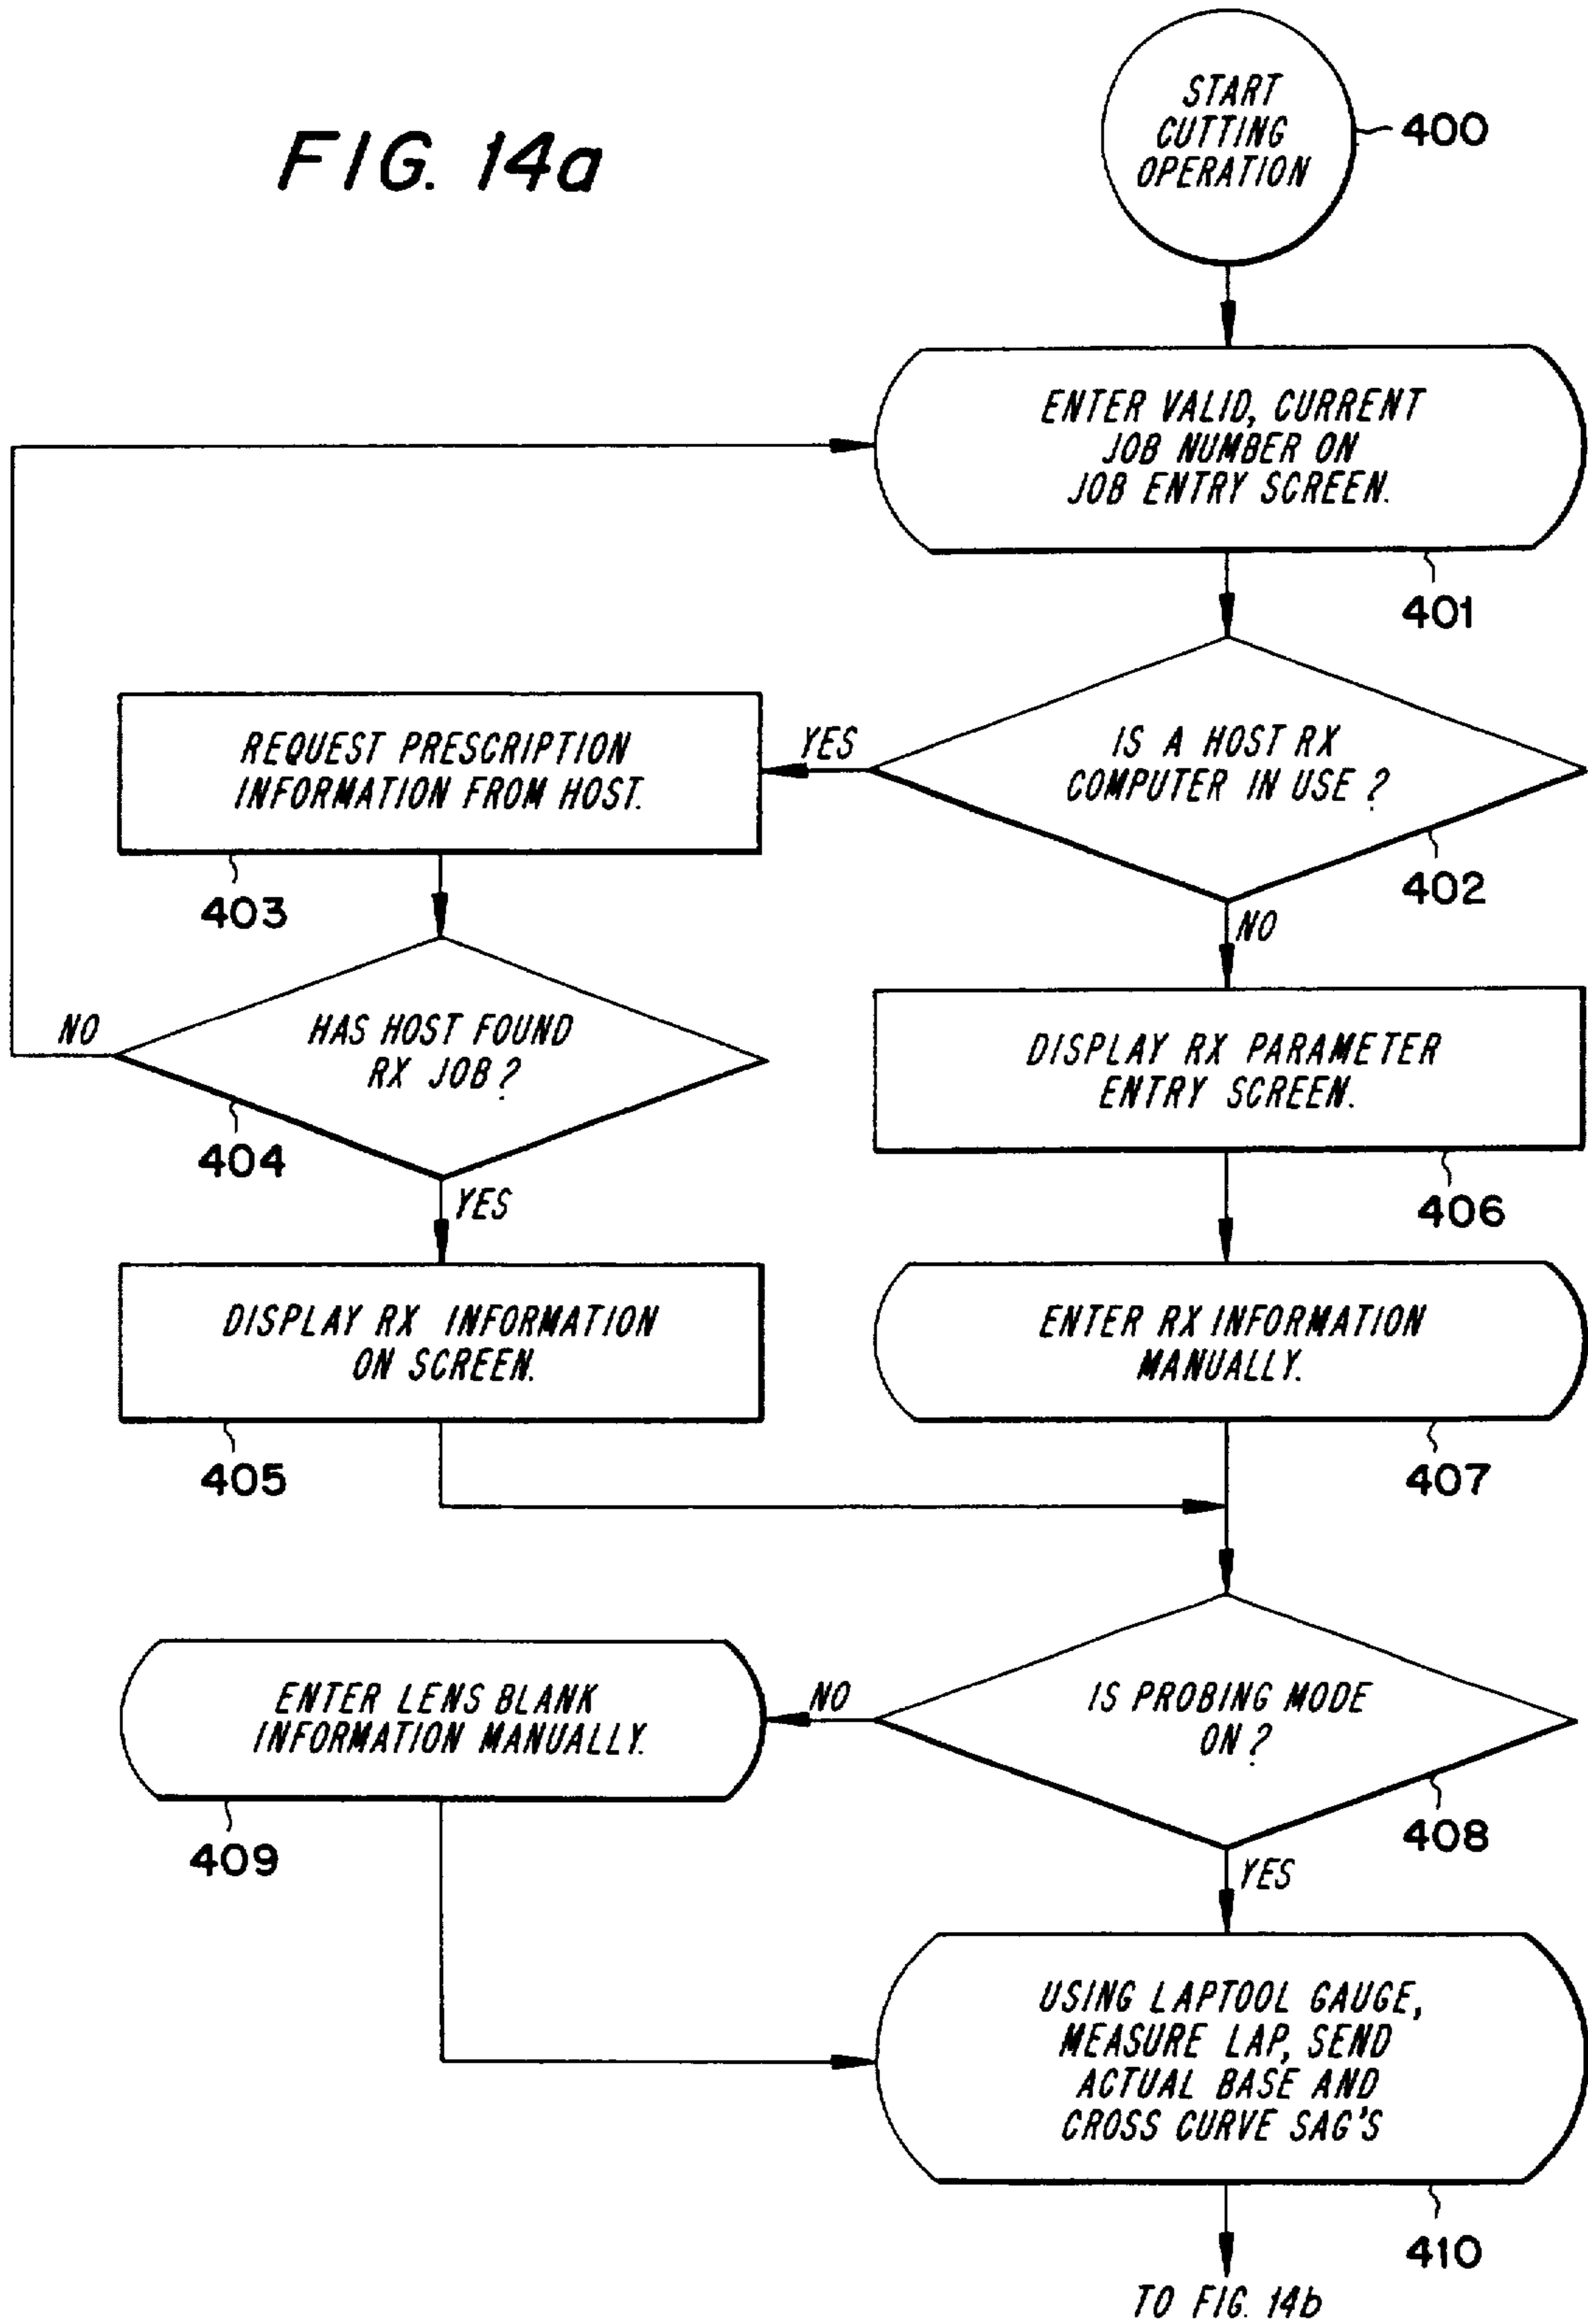 FIG. 14a
START
CUTTING
OPERATION
400
ENTER VALID, CURRENT
JOB NUMBER ON
JOB ENTRY SCREEN.
401
IS A HOST RX
COMPUTER IN USE ?
402
YES
REQUEST PRESCRIPTION
INFORMATION FROM HOST.
403
NO
HAS HOST FOUND
RX JOB ?
404
NO
DISPLAY RX PARAMETER
ENTRY SCREEN.
406
YES
DISPLAY RX INFORMATION
ON SCREEN.
405
ENTER RX INFORMATION
MANUALLY.
407
IS PROBING MODE
ON ?
408
NO
ENTER LENS BLANK
INFORMATION MANUALLY.
409
YES
USING LAPTOOL GAUGE,
MEASURE LAP, SEND
ACTUAL BASE AND
CROSS CURVE SAG'S
410
TO FIG. 14b